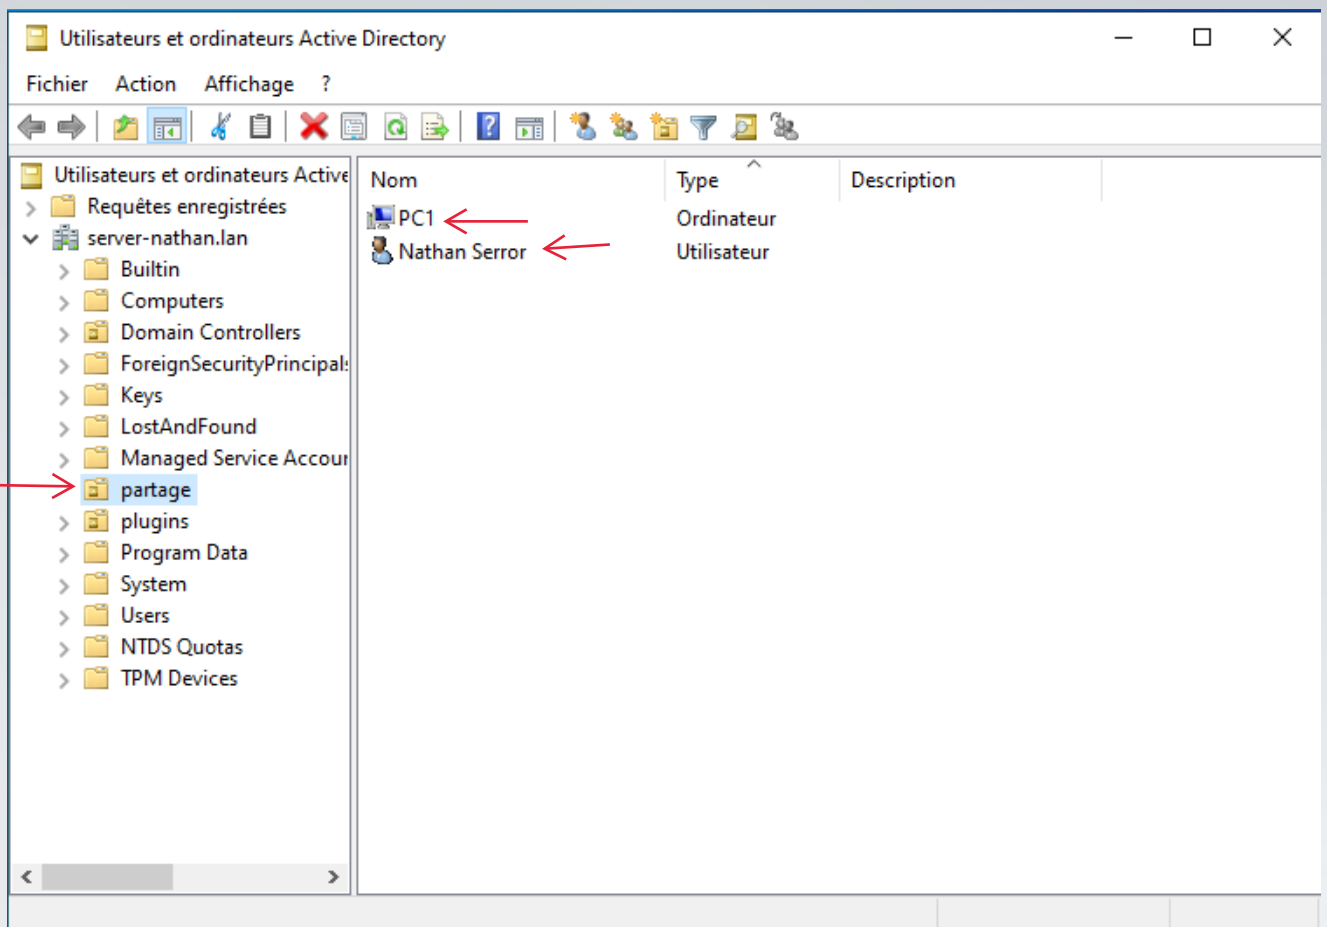 Utilisateurs et ordinateurs Active Directory
Fichier Action Affichage ?
Utilisateurs et ordinateurs Active
Requêtes enregistrées
server-nathan.lan
Builtin
Computers
Domain Controllers
ForeignSecurityPrincipals
Keys
LostAndFound
Managed Service Accour
partage
plugins
Program Data
System
Users
NTDS Quotas
TPM Devices
Nom Type Description
PC1 Ordinateur
Nathan Serror Utilisateur